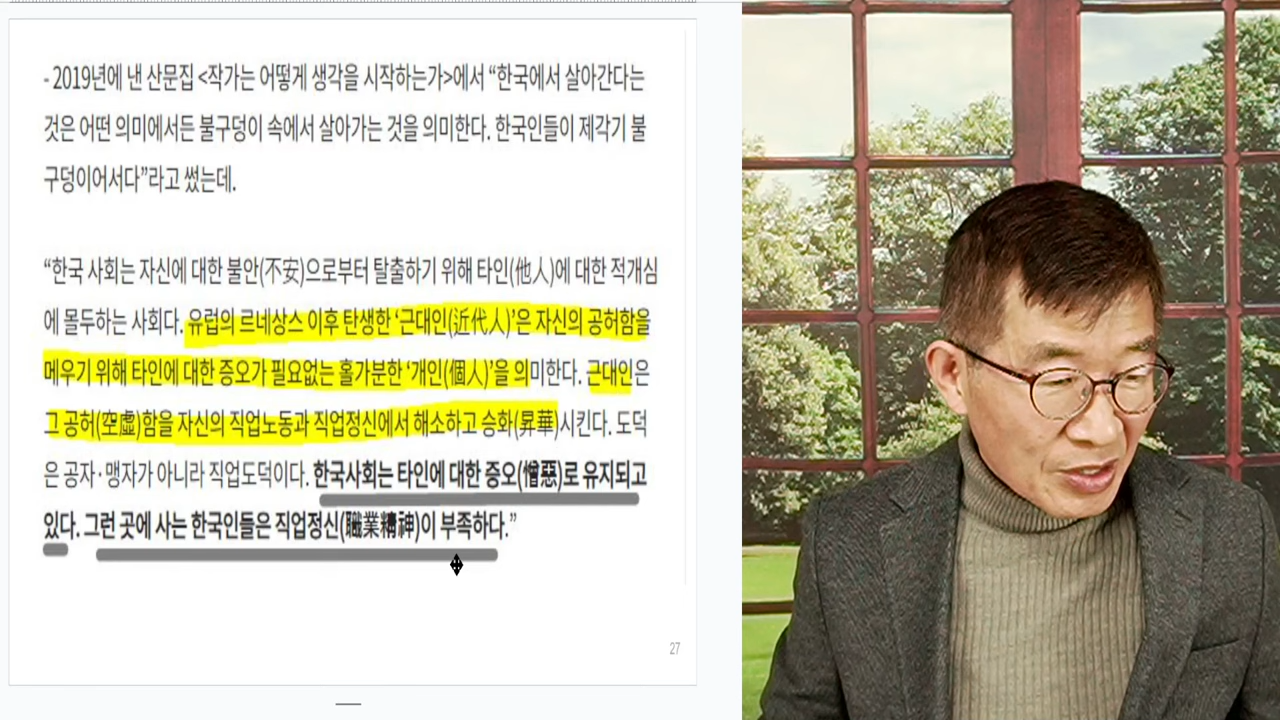 - 2019년에 낸 산문집 <작가는 어떻게 생각을 시작하는가>에서 “한국에서 살아간다는
것은 어떤 의미에서든 불구덩이 속에서 살아가는 것을 의미한다. 한국인들이 제각기 불
구덩이어서다”라고 썼는데.
“한국 사회는 자신에 대한 불안(不安)으로부터 탈출하기 위해 타인(他人)에 대한 적개심
에 몰두하는 사회다. 유럽의 르네상스 이후 탄생한 ‘근대인(近代人)’은 자신의 공허함을
메우기 위해 타인에 대한 증오가 필요없는 홀가분한 ‘개인(個人)’을 의미한다. 근대인은
그 공허(空虛)함을 자신의 직업노동과 직업정신에서 해소하고 승화(昇華)시킨다. 도덕
은 공자·맹자가 아니라 직업도덕이다. 한국사회는 타인에 대한 증오(憎惡)로 유지되고
있다. 그런 곳에 사는 한국인들은 직업정신(職業精神)이 부족하다.”
27